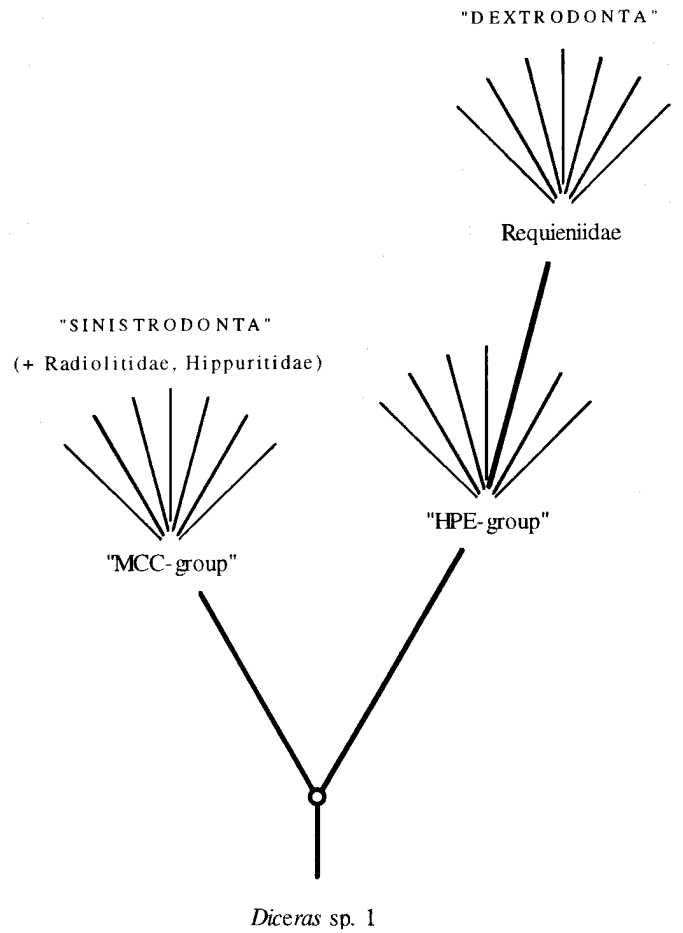 "DEXTRODONTA"
Requieniidae
"SINISTRODONTA"
(+ Radiolitidae, Hippuritidae)
"HPE-group"
"MCC-group"
Diceras sp. 1